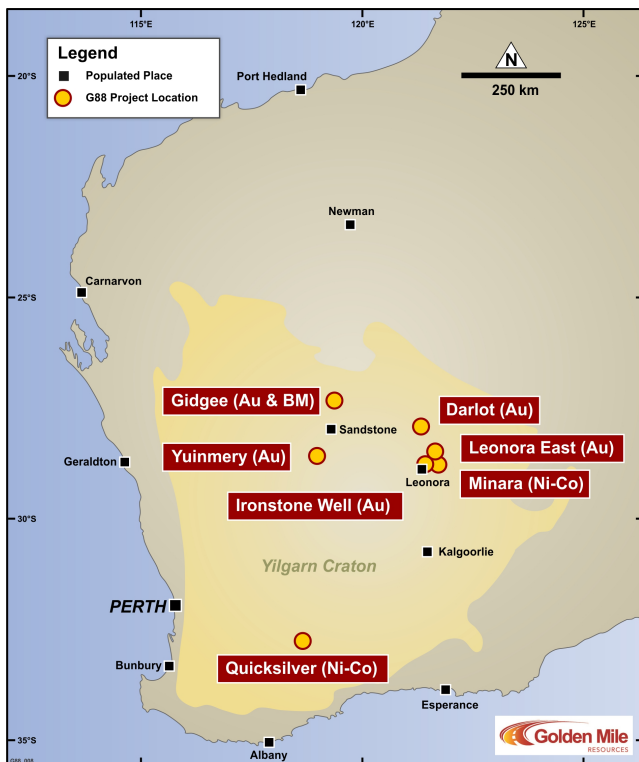 115°E
120°E
125°E
Legend
Populated Place
G88 Project Location
N
250 km
20°S
Port Hedland
Newman
25°S
Carnarvon
Gidgee (Au & BM)
Darlot (Au)
Sandstone
Leonora East (Au)
Yuinmery (Au)
Geraldton
Leonora
Minara (Ni-Co)
Ironstone Well (Au)
30°S
Kalgoorlie
Yilgarn Craton
PERTH
Bunbury
Quicksilver (Ni-Co)
Esperance
35°S
Albany
Golden Mile
RESOURCES
G88_008